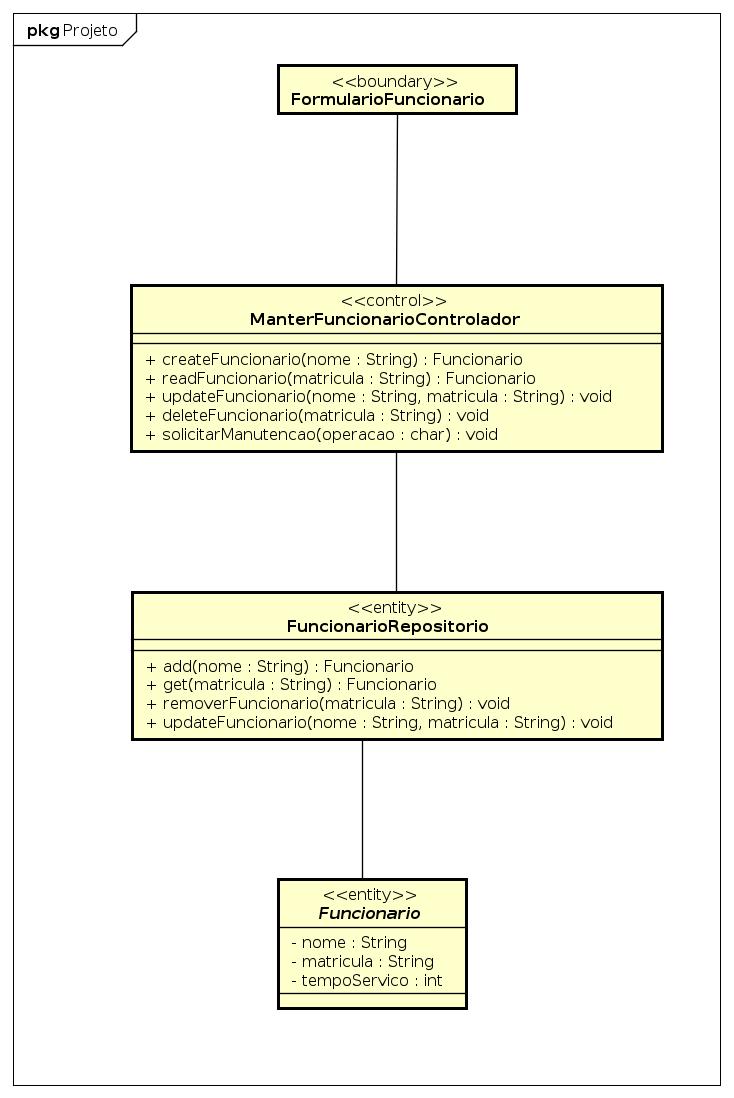 pkg Projeto
<<boundary>>
FormularioFuncionario
<<control>>
ManterFuncionarioControlador
+ createFuncionario(nome : String) : Funcionario
+ readFuncionario(matricula : String) : Funcionario
+ updateFuncionario(nome : String, matricula : String) : void
+ deleteFuncionario(matricula : String) : void
+ solicitarManutencao(operacao : char) : void
<<entity>>
FuncionarioRepositorio
+ add(nome : String) : Funcionario
+ get(matricula : String) : Funcionario
+ removerFuncionario(matricula : String) : void
+ updateFuncionario(nome : String, matricula : String) : void
<<entity>>
Funcionario
- nome : String
- matricula : String
- tempoServico : int